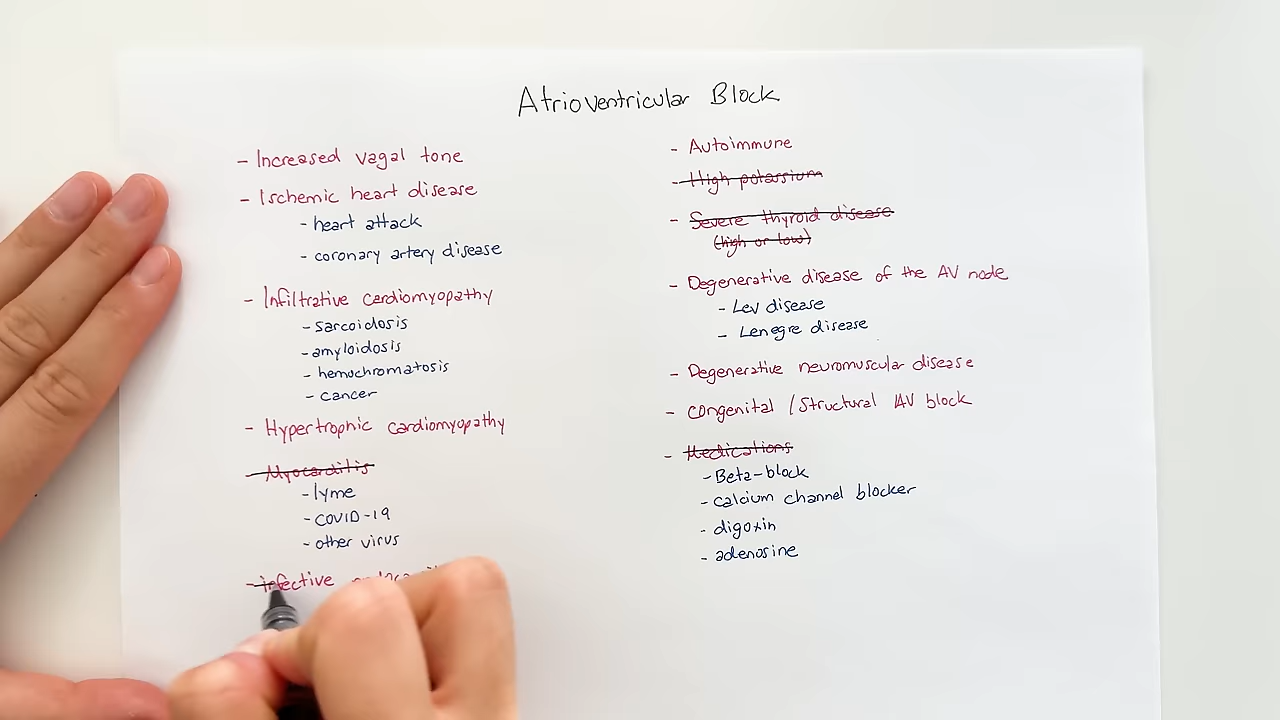 Atrioventricular Block
- Increased vagal tone
- Ischemic heart disease
- heart attack
- coronary artery disease
- Infiltrative cardiomyopathy
- sarcoidosis
- amyloidosis
- hemochromatosis
- cancer
- Hypertrophic cardiomyopathy
- Myocarditis
- lyme
- COVID-19
- other virus
- infective
- Autoimmune
- High potassium
- Severe thyroid disease
(high or low)
- Degenerative disease of the AV node
- Lev disease
- Lenegre disease
- Degenerative neuromuscular disease
- congenital / Structural AV block
- Medications
- Beta-block
- calcium channel blocker
- digoxin
- adenosine